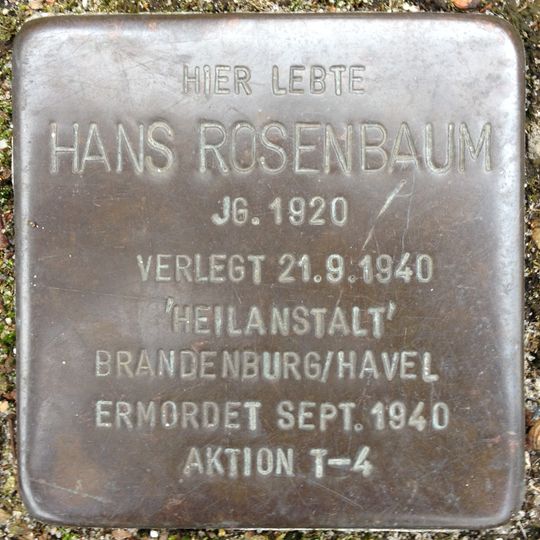 HIER LEBTE
HANS ROSENBAUM
JG. 1920
VERLEGT 21.9.1940
'HEILANSTALT'
BRANDENBURG/HAVEL
ERMORDET SEPT. 1940
AKTION T-4